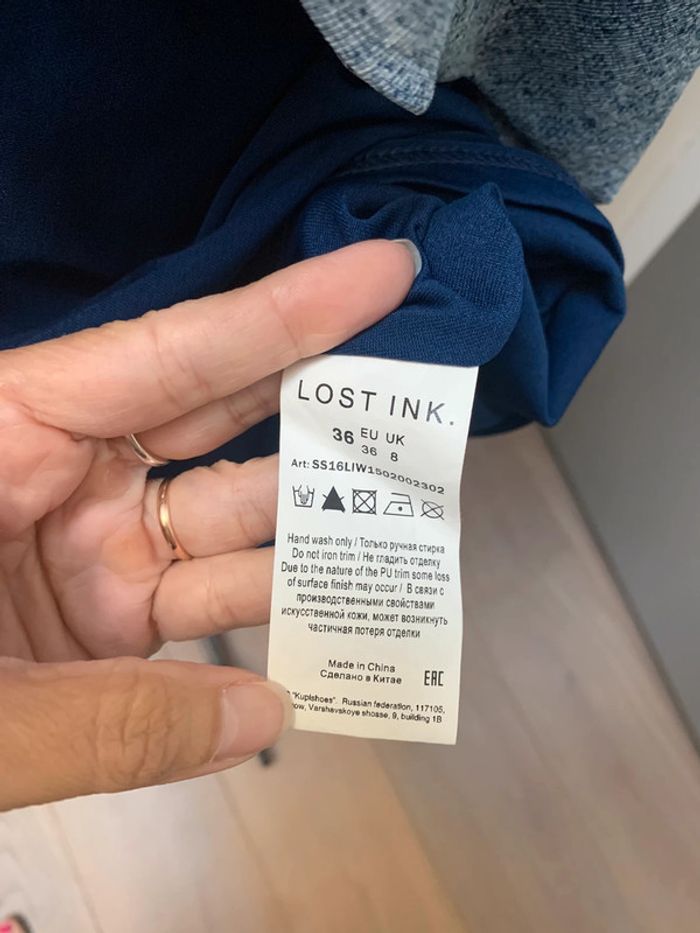 LOST INK.
36 EU UK
36 8
Art: SS16LIW1502002302
Hand wash only / Только ручная стирка
Do not iron trim / Не гладить отделку
Due to the nature of the PU trim some loss
of surface finish may occur / В связи с
производственными свойствами
искусственной кожи, может возникнуть
частичная потеря отделки
Made in China
Сделано в Китае
EAC
"Kupishoes". Russian federation, 117105,
Varshavskoye shosse, 9, building 1B